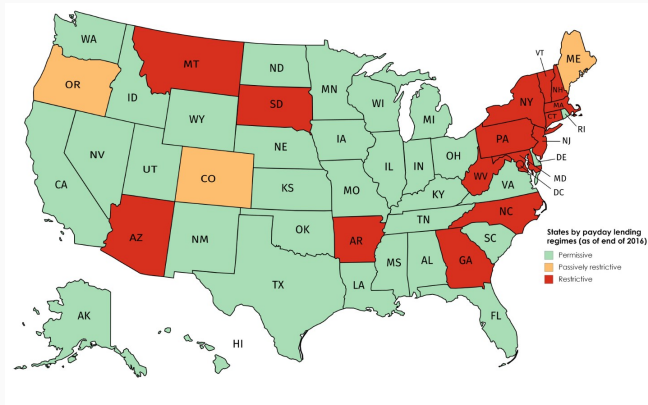 WA
MT
ND
MN
VT
ME
OR
ID
SD
WI
NH
NY
MA
WY
MI
CT
RI
IA
PA
NJ
NE
OH
NV
IL
IN
DE
UT
CO
WV
MD
CA
KS
MO
VA
DC
KY
NC
TN
OK
AZ
NM
AR
SC
MS
AL
GA
TX
LA
FL
AK
HI
States by payday lending
regimes (as of end of 2016)
Permissive
Passively restrictive
Restrictive